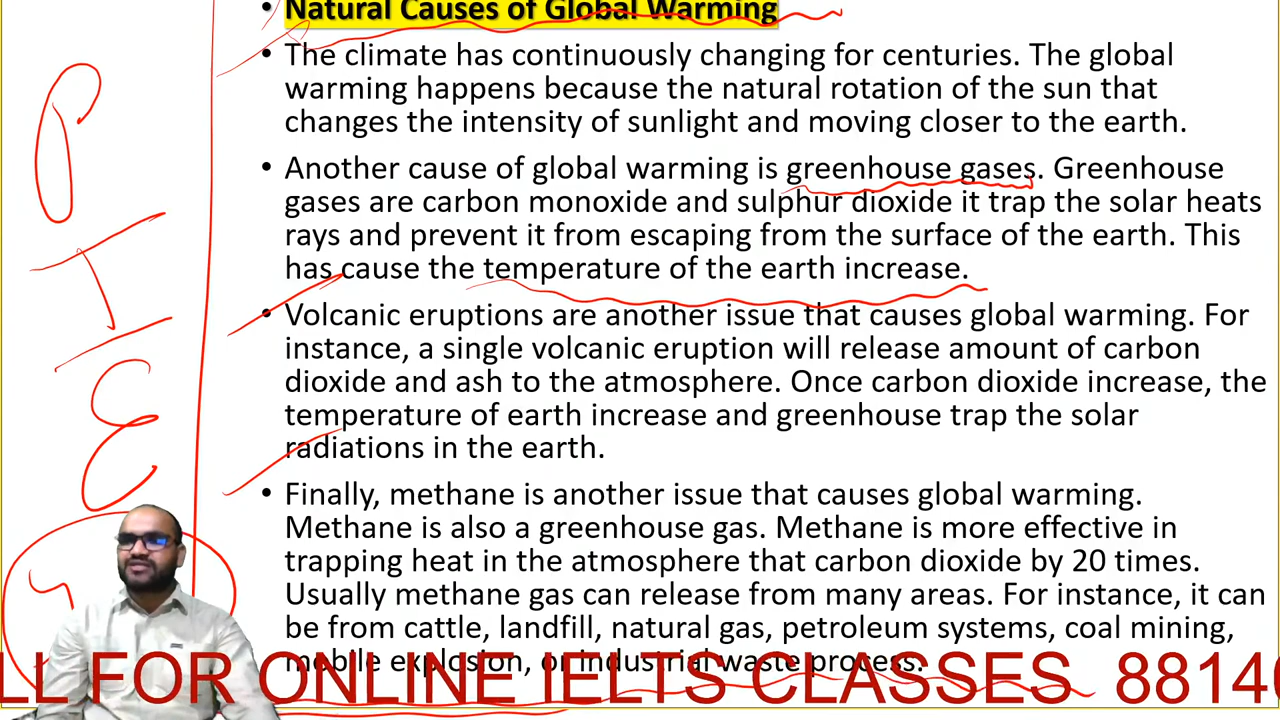 • Natural Causes of Global Warming
• The climate has continuously changing for centuries. The global
warming happens because the natural rotation of the sun that
changes the intensity of sunlight and moving closer to the earth.
• Another cause of global warming is greenhouse gases. Greenhouse
gases are carbon monoxide and sulphur dioxide it trap the solar heats
rays and prevent it from escaping from the surface of the earth. This
has cause the temperature of the earth increase.
• Volcanic eruptions are another issue that causes global warming. For
instance, a single volcanic eruption will release amount of carbon
dioxide and ash to the atmosphere. Once carbon dioxide increase, the
temperature of earth increase and greenhouse trap the solar
radiations in the earth.
• Finally, methane is another issue that causes global warming.
Methane is also a greenhouse gas. Methane is more effective in
trapping heat in the atmosphere that carbon dioxide by 20 times.
Usually methane gas can release from many areas. For instance, it can
be from cattle, landfill, natural gas, petroleum systems, coal mining,
mobile explosion, or industrial waste process.
P
I
E
LL FOR ONLINE IELTS CLASSES 8814